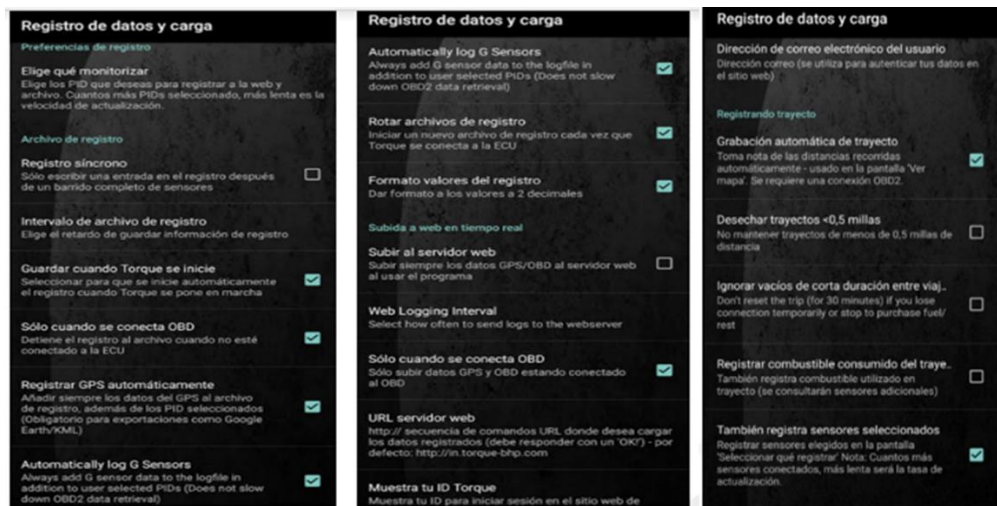 Registro de datos y carga
Preferencias de registro
Elige qué monitorizar
Elige los PID que deseas para registrar a la web y
archivo. Cuantos más PIDs seleccionado, más lenta es la
velocidad de actualización.
Archivo de registro
Registro síncrono
Sólo escribir una entrada en el registro después
de un barrido completo de sensores
Intervalo de archivo de registro
Elige el retardo de guardar información de registro
Guardar cuando Torque se inicie
Seleccionar para que se inicie automáticamente
el registro cuando Torque se pone en marcha
Sólo cuando se conecta OBD
Detiene el registro al archivo cuando no esté
conectado a la ECU
Registrar GPS automáticamente
Añadir siempre los datos del GPS al archivo
de registro, además de los PID seleccionados
(Obligatorio para exportaciones como Google
Earth/KML)
Automatically log G Sensors
Always add G sensor data to the logfile in
addition to user selected PIDs (Does not slow
down OBD2 data retrieval)
Registro de datos y carga
Automatically log G Sensors
Always add G sensor data to the logfile in
addition to user selected PIDs (Does not slow
down OBD2 data retrieval)
Rotar archivos de registro
Iniciar un nuevo archivo de registro cada vez que
Torque se conecta a la ECU
Formato valores del registro
Dar formato a los valores a 2 decimales
Subida a web en tiempo real
Subir al servidor web
Subir siempre los datos GPS/OBD al servidor web
al usar el programa
Web Logging Interval
Select how often to send logs to the webserver
Sólo cuando se conecta OBD
Sólo subir datos GPS y OBD estando conectado
al OBD
URL servidor web
http:// secuencia de comandos URL donde desea cargar
los datos registrados (debe responder con un 'OK!') - por
defecto: http://in.torque-bhp.com
Muestra tu ID Torque
Muestra tu ID para iniciar sesión en el sitio web de
Registro de datos y carga
Dirección de correo electrónico del usuario
Dirección correo (se utiliza para autenticar tus datos en
el sitio web)
Registrando trayecto
Grabación automática de trayecto
Toma nota de las distancias recorridas
automáticamente - usado en la pantalla 'Ver
mapa'. Se requiere una conexión OBD2.
Desechar trayectos <0,5 millas
No mantener trayectos de menos de 0,5 millas de
distancia
Ignorar vacíos de corta duración entre viaj..
Don't reset the trip (for 30 minutes) if you lose
connection temporarily or stop to purchase fuel/
rest
Registrar combustible consumido del traye..
También registra combustible utilizado en
trayecto (se consultarán sensores adicionales)
También registra sensores seleccionados
Registrar sensores elegidos en la pantalla
'Seleccionar qué registrar' Nota: Cuantos más
sensores conectados, más lenta será la tasa de
actualización.